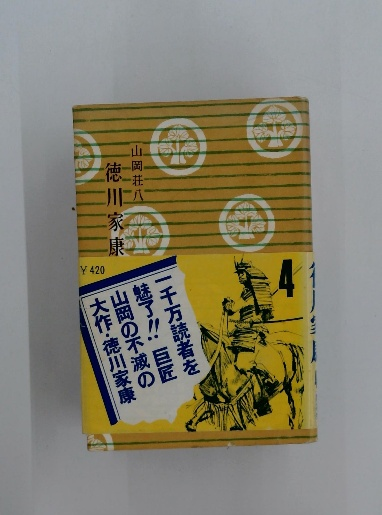 山岡荘八
徳川家康
¥420
4
一千万読者を
魅了!!巨匠
山岡の不滅の
大作・徳川家康